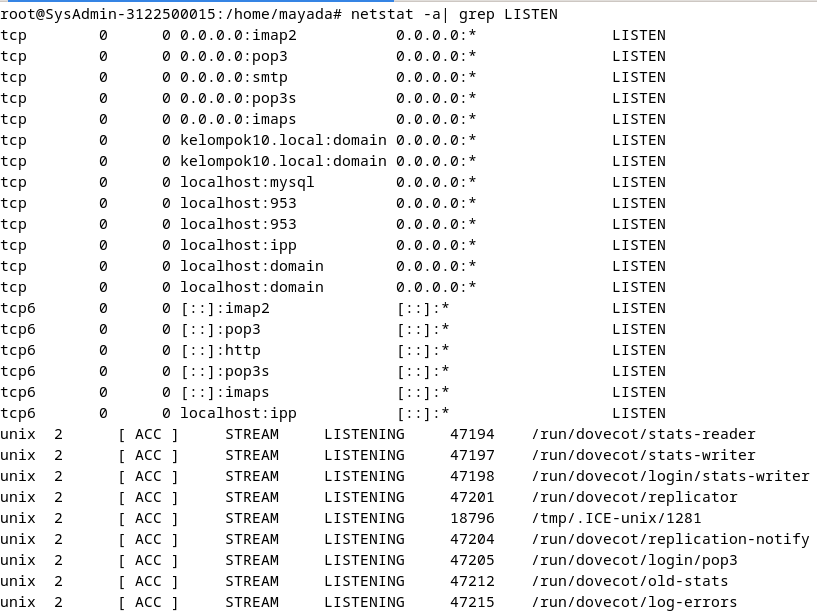 root@SysAdmin-3122500015:/home/mayada# netstat -a| grep LISTEN
tcp        0      0 0.0.0.0:imap2           0.0.0.0:*               LISTEN
tcp        0      0 0.0.0.0:pop3            0.0.0.0:*               LISTEN
tcp        0      0 0.0.0.0:smtp            0.0.0.0:*               LISTEN
tcp        0      0 0.0.0.0:pop3s           0.0.0.0:*               LISTEN
tcp        0      0 0.0.0.0:imaps           0.0.0.0:*               LISTEN
tcp        0      0 kelompok10.local:domain 0.0.0.0:*               LISTEN
tcp        0      0 kelompok10.local:domain 0.0.0.0:*               LISTEN
tcp        0      0 localhost:mysql         0.0.0.0:*               LISTEN
tcp        0      0 localhost:953           0.0.0.0:*               LISTEN
tcp        0      0 localhost:953           0.0.0.0:*               LISTEN
tcp        0      0 localhost:ipp           0.0.0.0:*               LISTEN
tcp        0      0 localhost:domain        0.0.0.0:*               LISTEN
tcp        0      0 localhost:domain        0.0.0.0:*               LISTEN
tcp6       0      0 [::]:imap2              [::]:*                  LISTEN
tcp6       0      0 [::]:pop3               [::]:*                  LISTEN
tcp6       0      0 [::]:http               [::]:*                  LISTEN
tcp6       0      0 [::]:pop3s              [::]:*                  LISTEN
tcp6       0      0 [::]:imaps              [::]:*                  LISTEN
tcp6       0      0 localhost:ipp           [::]:*                  LISTEN
unix  2      [ ACC ]     STREAM     LISTENING     47194    /run/dovecot/stats-reader
unix  2      [ ACC ]     STREAM     LISTENING     47197    /run/dovecot/stats-writer
unix  2      [ ACC ]     STREAM     LISTENING     47198    /run/dovecot/login/stats-writer
unix  2      [ ACC ]     STREAM     LISTENING     47201    /run/dovecot/replicator
unix  2      [ ACC ]     STREAM     LISTENING     18796    /tmp/.ICE-unix/1281
unix  2      [ ACC ]     STREAM     LISTENING     47204    /run/dovecot/replication-notify
unix  2      [ ACC ]     STREAM     LISTENING     47205    /run/dovecot/login/pop3
unix  2      [ ACC ]     STREAM     LISTENING     47212    /run/dovecot/old-stats
unix  2      [ ACC ]     STREAM     LISTENING     47215    /run/dovecot/log-errors